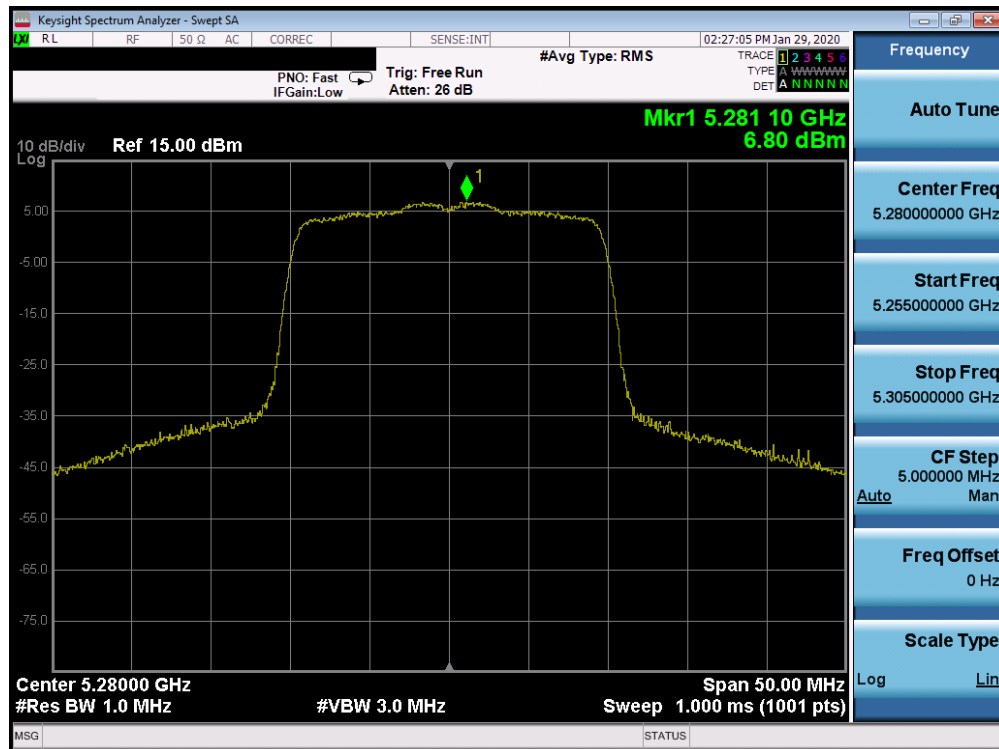 Keysight Spectrum Analyzer - Swept SA
LXI RL RF 50 Ω AC CORREC SENSE:INT 02:27:05 PM Jan 29, 2020
PNO: Fast
IFGain:Low
Trig: Free Run
Atten: 26 dB
#Avg Type: RMS
TRACE 1 2 3 4 5 6
TYPE A WWWWWW
DET A N N N N N
Mkr1 5.281 10 GHz
6.80 dBm
10 dB/div Ref 15.00 dBm
Log
1
5.00
-5.00
-15.0
-25.0
-35.0
-45.0
-55.0
-65.0
-75.0
Center 5.28000 GHz Span 50.00 MHz
#Res BW 1.0 MHz #VBW 3.0 MHz Sweep 1.000 ms (1001 pts)
MSG STATUS
Frequency
Auto Tune
Center Freq
5.280000000 GHz
Start Freq
5.255000000 GHz
Stop Freq
5.305000000 GHz
CF Step
5.000000 MHz
Auto Man
Freq Offset
0 Hz
Scale Type
Log Lin